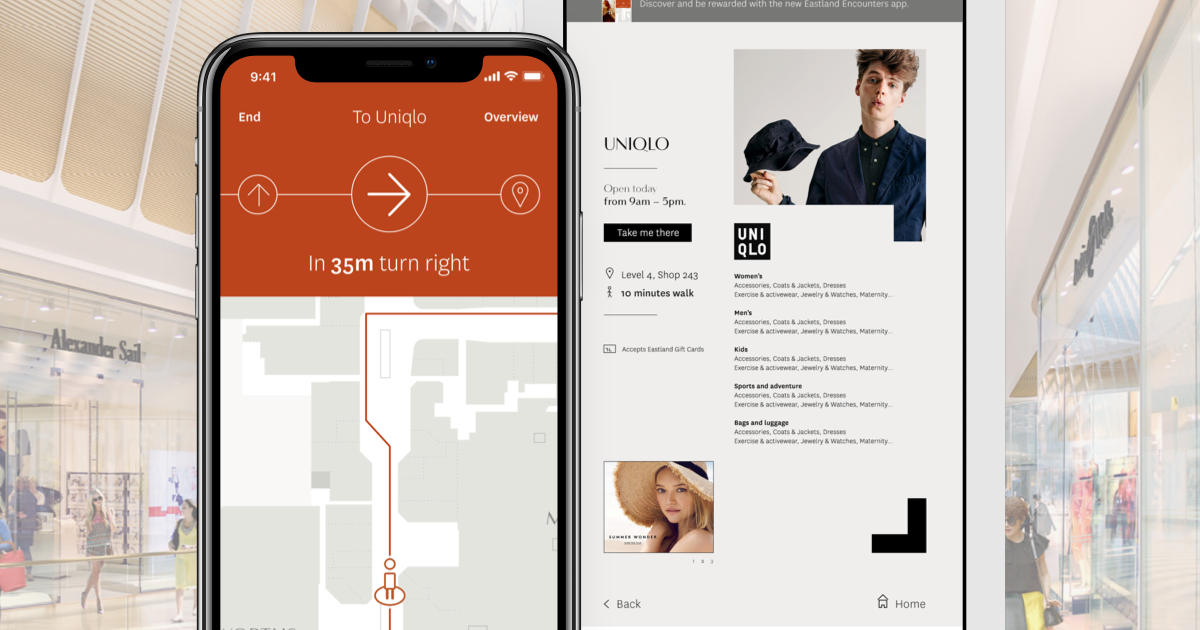 Discover and be rewarded with the new Eastland Encounters app.
9:41
End
To Uniqlo
Overview
In 35m turn right
UNIQLO
Open today
from 9am – 5pm.
Take me there
Level 4, Shop 243
10 minutes walk
Accepts Eastland Gift Cards
UNI
QLO
Women's
Accessories, Coats & Jackets, Dresses
Exercise & activewear, Jewelry & Watches, Maternity...
Men's
Accessories, Coats & Jackets, Dresses
Exercise & activewear, Jewelry & Watches, Maternity...
Kids
Accessories, Coats & Jackets, Dresses
Exercise & activewear, Jewelry & Watches, Maternity...
Sports and adventure
Accessories, Coats & Jackets, Dresses
Exercise & activewear, Jewelry & Watches, Maternity...
Bags and luggage
Accessories, Coats & Jackets, Dresses
Exercise & activewear, Jewelry & Watches, Maternity...
SUMMER WONDER
1 2 3
Back
Home
Alexander Sail